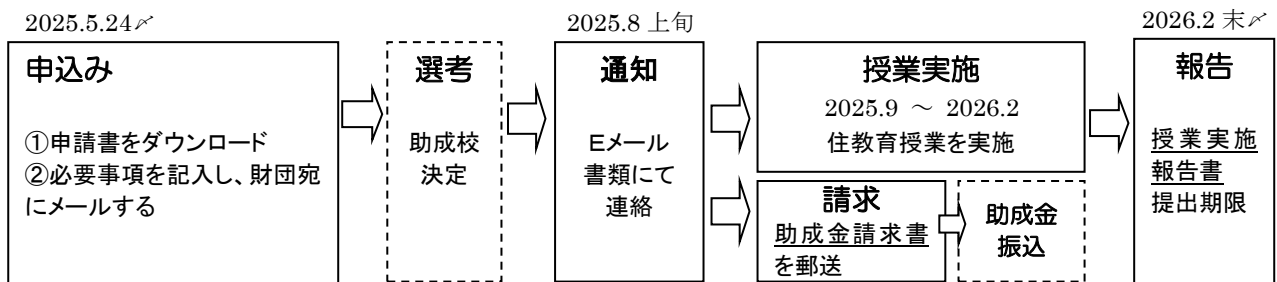 2025.5.24〆
申込み
①申請書をダウンロード
②必要事項を記入し、財団宛
にメールする
選考
助成校
決定
2025.8 上旬
通知
Eメール
書類にて
連絡
授業実施
2025.9 ～ 2026.2
住教育授業を実施
請求
助成金請求書
を郵送
助成金
振込
2026.2 末〆
報告
授業実施
報告書
提出期限